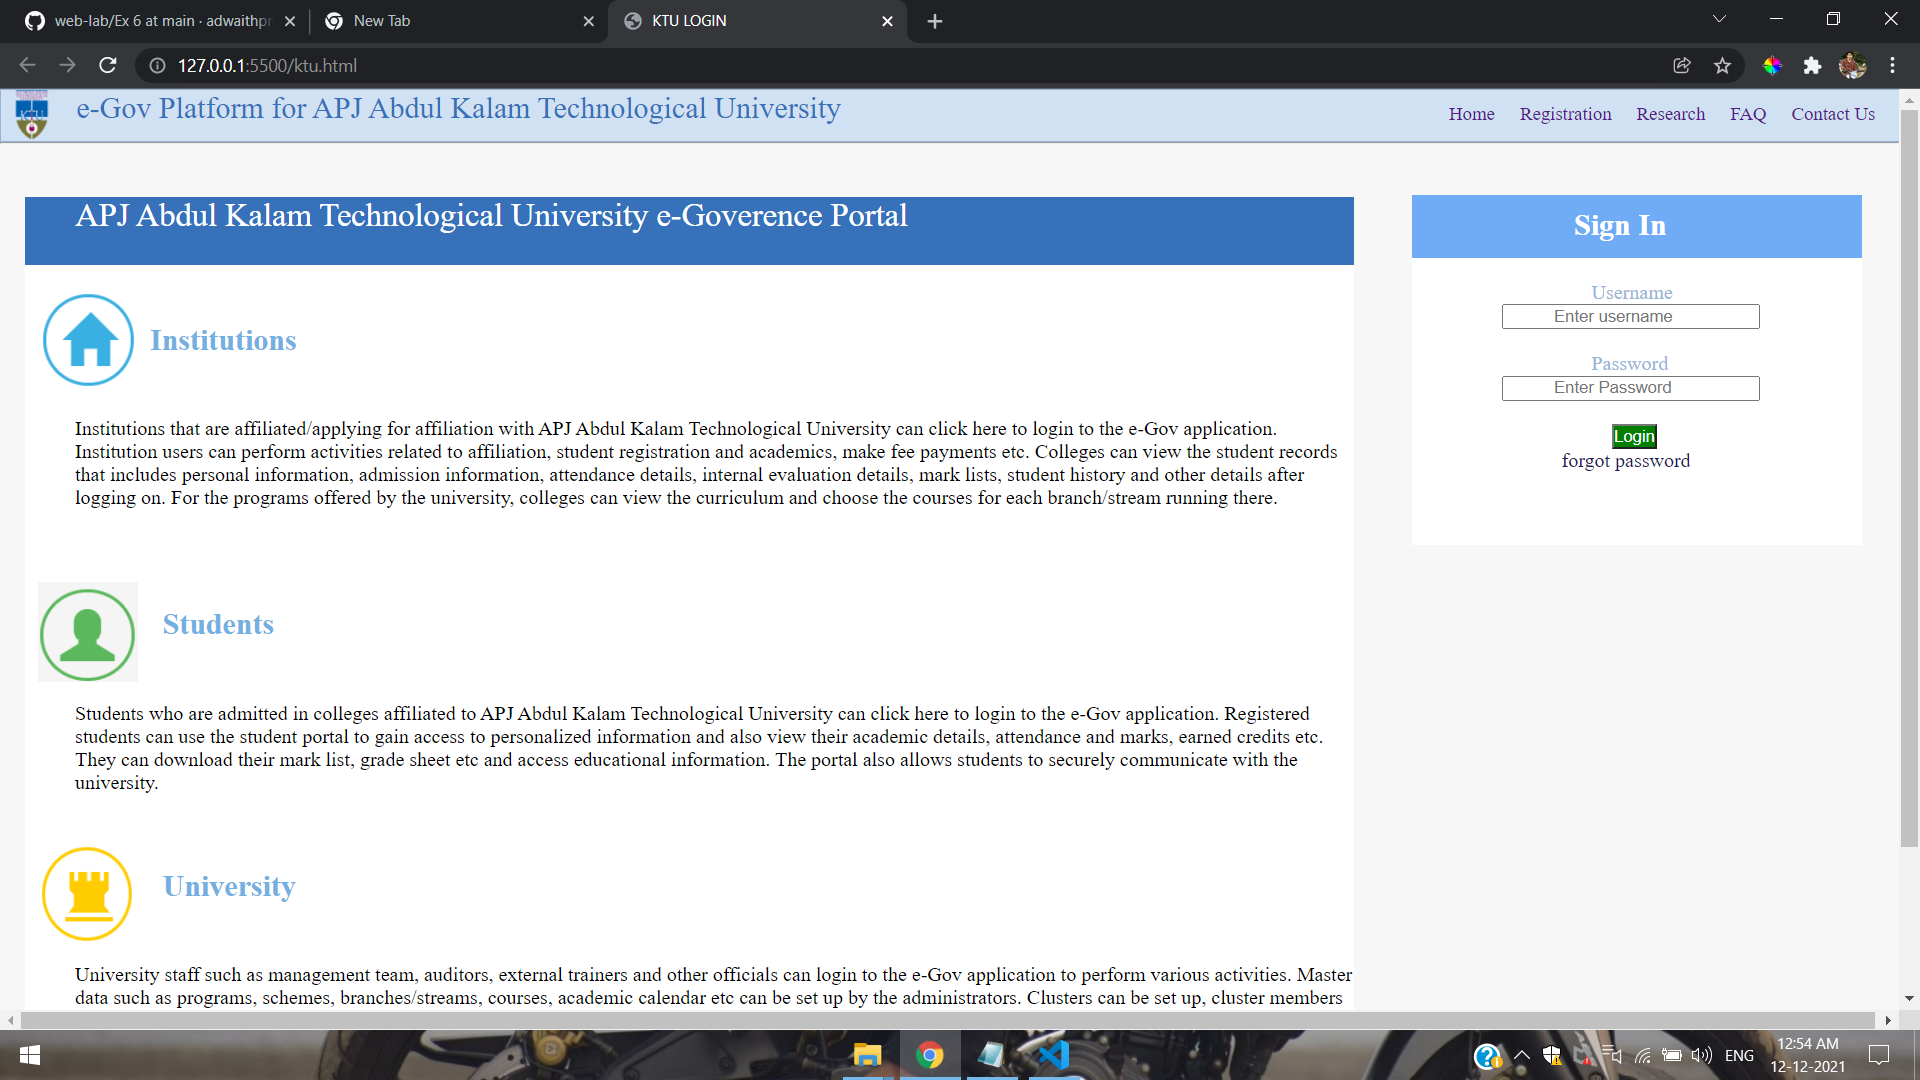 web-lab/Ex 6 at main · adwaithpr
New Tab
KTU LOGIN
127.0.0.1:5500/ktu.html
e-Gov Platform for APJ Abdul Kalam Technological University
Home Registration Research FAQ Contact Us
APJ Abdul Kalam Technological University e-Goverence Portal
Institutions
Institutions that are affiliated/applying for affiliation with APJ Abdul Kalam Technological University can click here to login to the e-Gov application.
Institution users can perform activities related to affiliation, student registration and academics, make fee payments etc. Colleges can view the student records
that includes personal information, admission information, attendance details, internal evaluation details, mark lists, student history and other details after
logging on. For the programs offered by the university, colleges can view the curriculum and choose the courses for each branch/stream running there.
Students
Students who are admitted in colleges affiliated to APJ Abdul Kalam Technological University can click here to login to the e-Gov application. Registered
students can use the student portal to gain access to personalized information and also view their academic details, attendance and marks, earned credits etc.
They can download their mark list, grade sheet etc and access educational information. The portal also allows students to securely communicate with the
university.
University
University staff such as management team, auditors, external trainers and other officials can login to the e-Gov application to perform various activities. Master
data such as programs, schemes, branches/streams, courses, academic calendar etc can be set up by the administrators. Clusters can be set up, cluster members
Sign In
Username
Enter username
Password
Enter Password
Login
forgot password
ENG
12:54 AM
12-12-2021